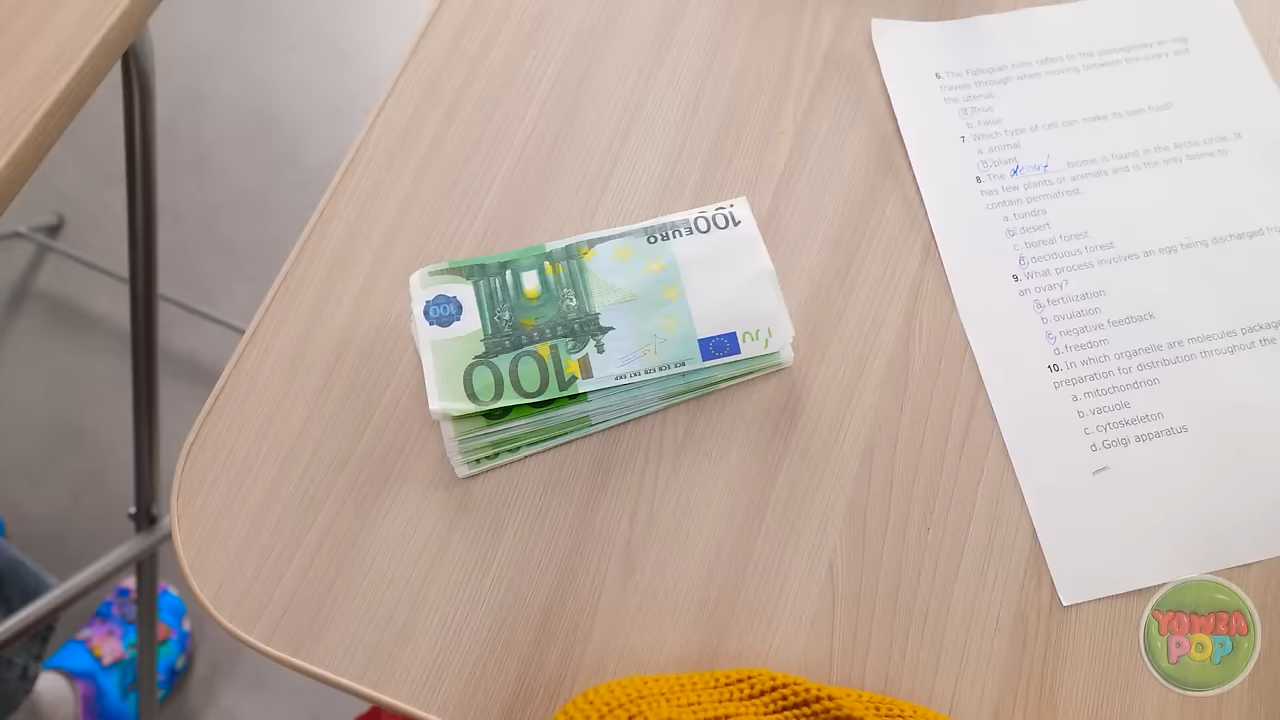 100 EURO
100
100
BCE ECB EZB EKT EKP
6. The Fallopian tube refers to the passageway an egg
travels through when moving between the ovary and
the uterus.
a. True
b. False
7. Which type of cell can make its own food?
a. animal
b. plant
8. The desert biome is found in the Arctic circle. It
has few plants or animals and is the only biome to
contain permafrost.
a. tundra
b. desert
c. boreal forest
d. deciduous forest
9. What process involves an egg being discharged fro
an ovary?
a. fertilization
b. ovulation
c. negative feedback
d. freedom
10. In which organelle are molecules packag
preparation for distribution throughout the
a. mitochondrion
b. vacuole
c. cytoskeleton
d. Golgi apparatus
YOWZA
POP